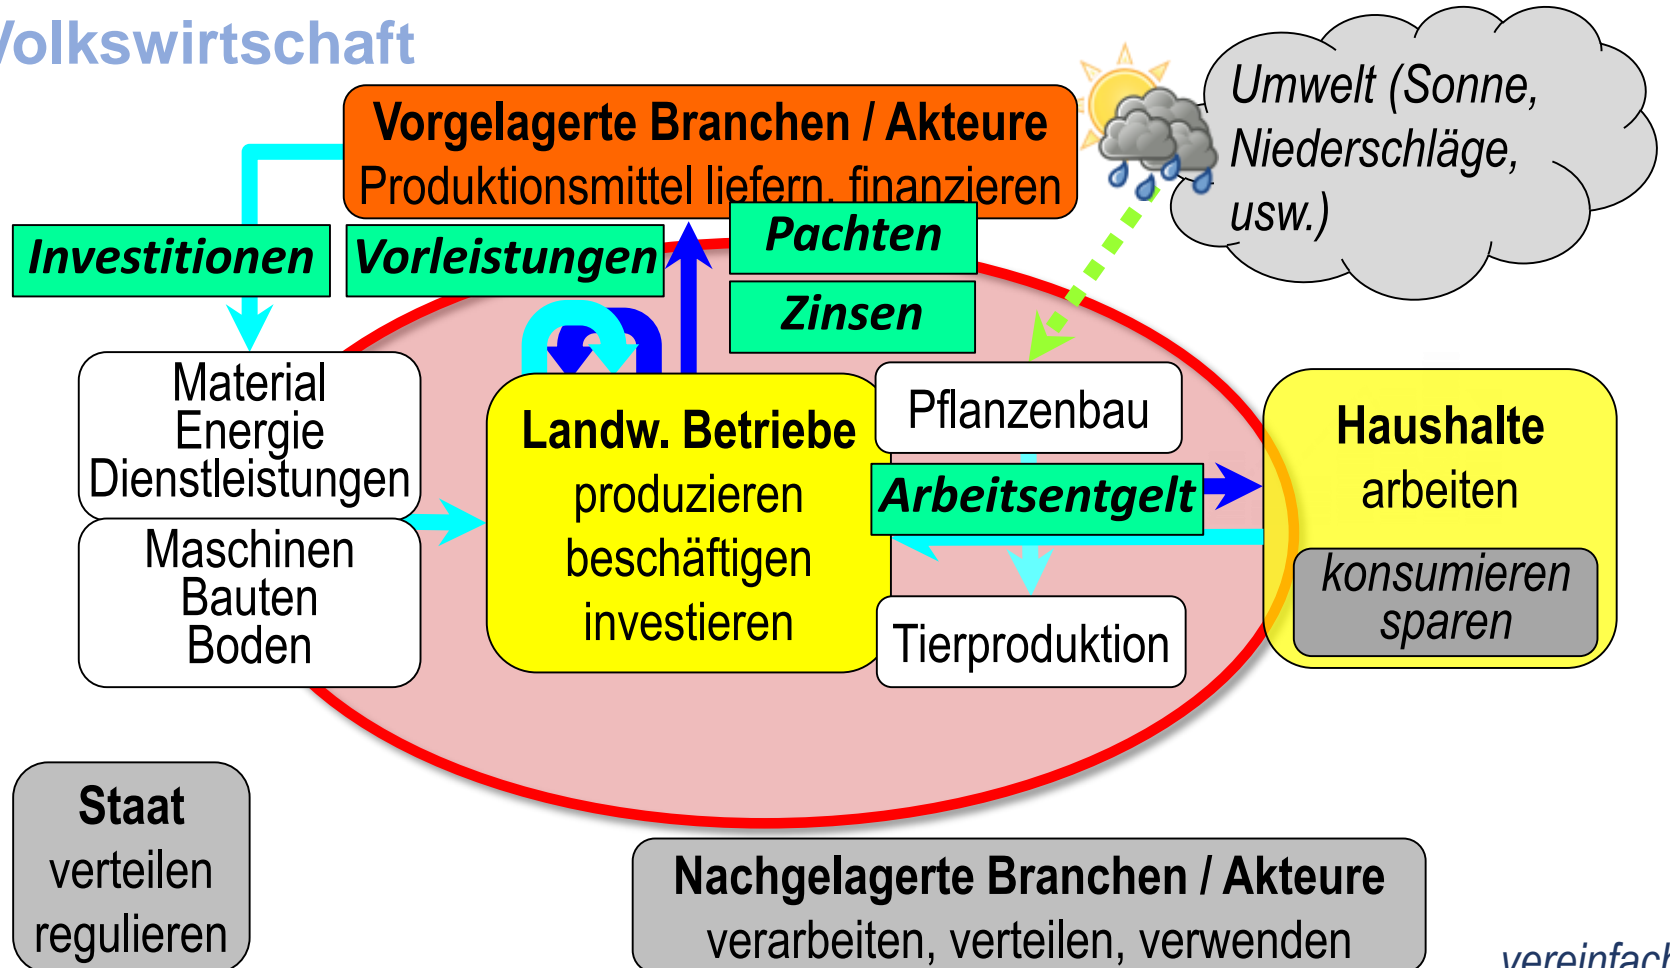 Volkswirtschaft
Vorgelagerte Branchen / Akteure
Produktionsmittel liefern, finanzieren
Umwelt (Sonne,
Niederschläge,
usw.)
Investitionen
Vorleistungen
Pachten
Zinsen
Material
Energie
Dienstleistungen
Maschinen
Bauten
Boden
Landw. Betriebe
produzieren
beschäftigen
investieren
Pflanzenbau
Arbeitsentgelt
Tierproduktion
Haushalte
arbeiten
konsumieren
sparen
Staat
verteilen
regulieren
Nachgelagerte Branchen / Akteure
verarbeiten, verteilen, verwenden
vereinfach